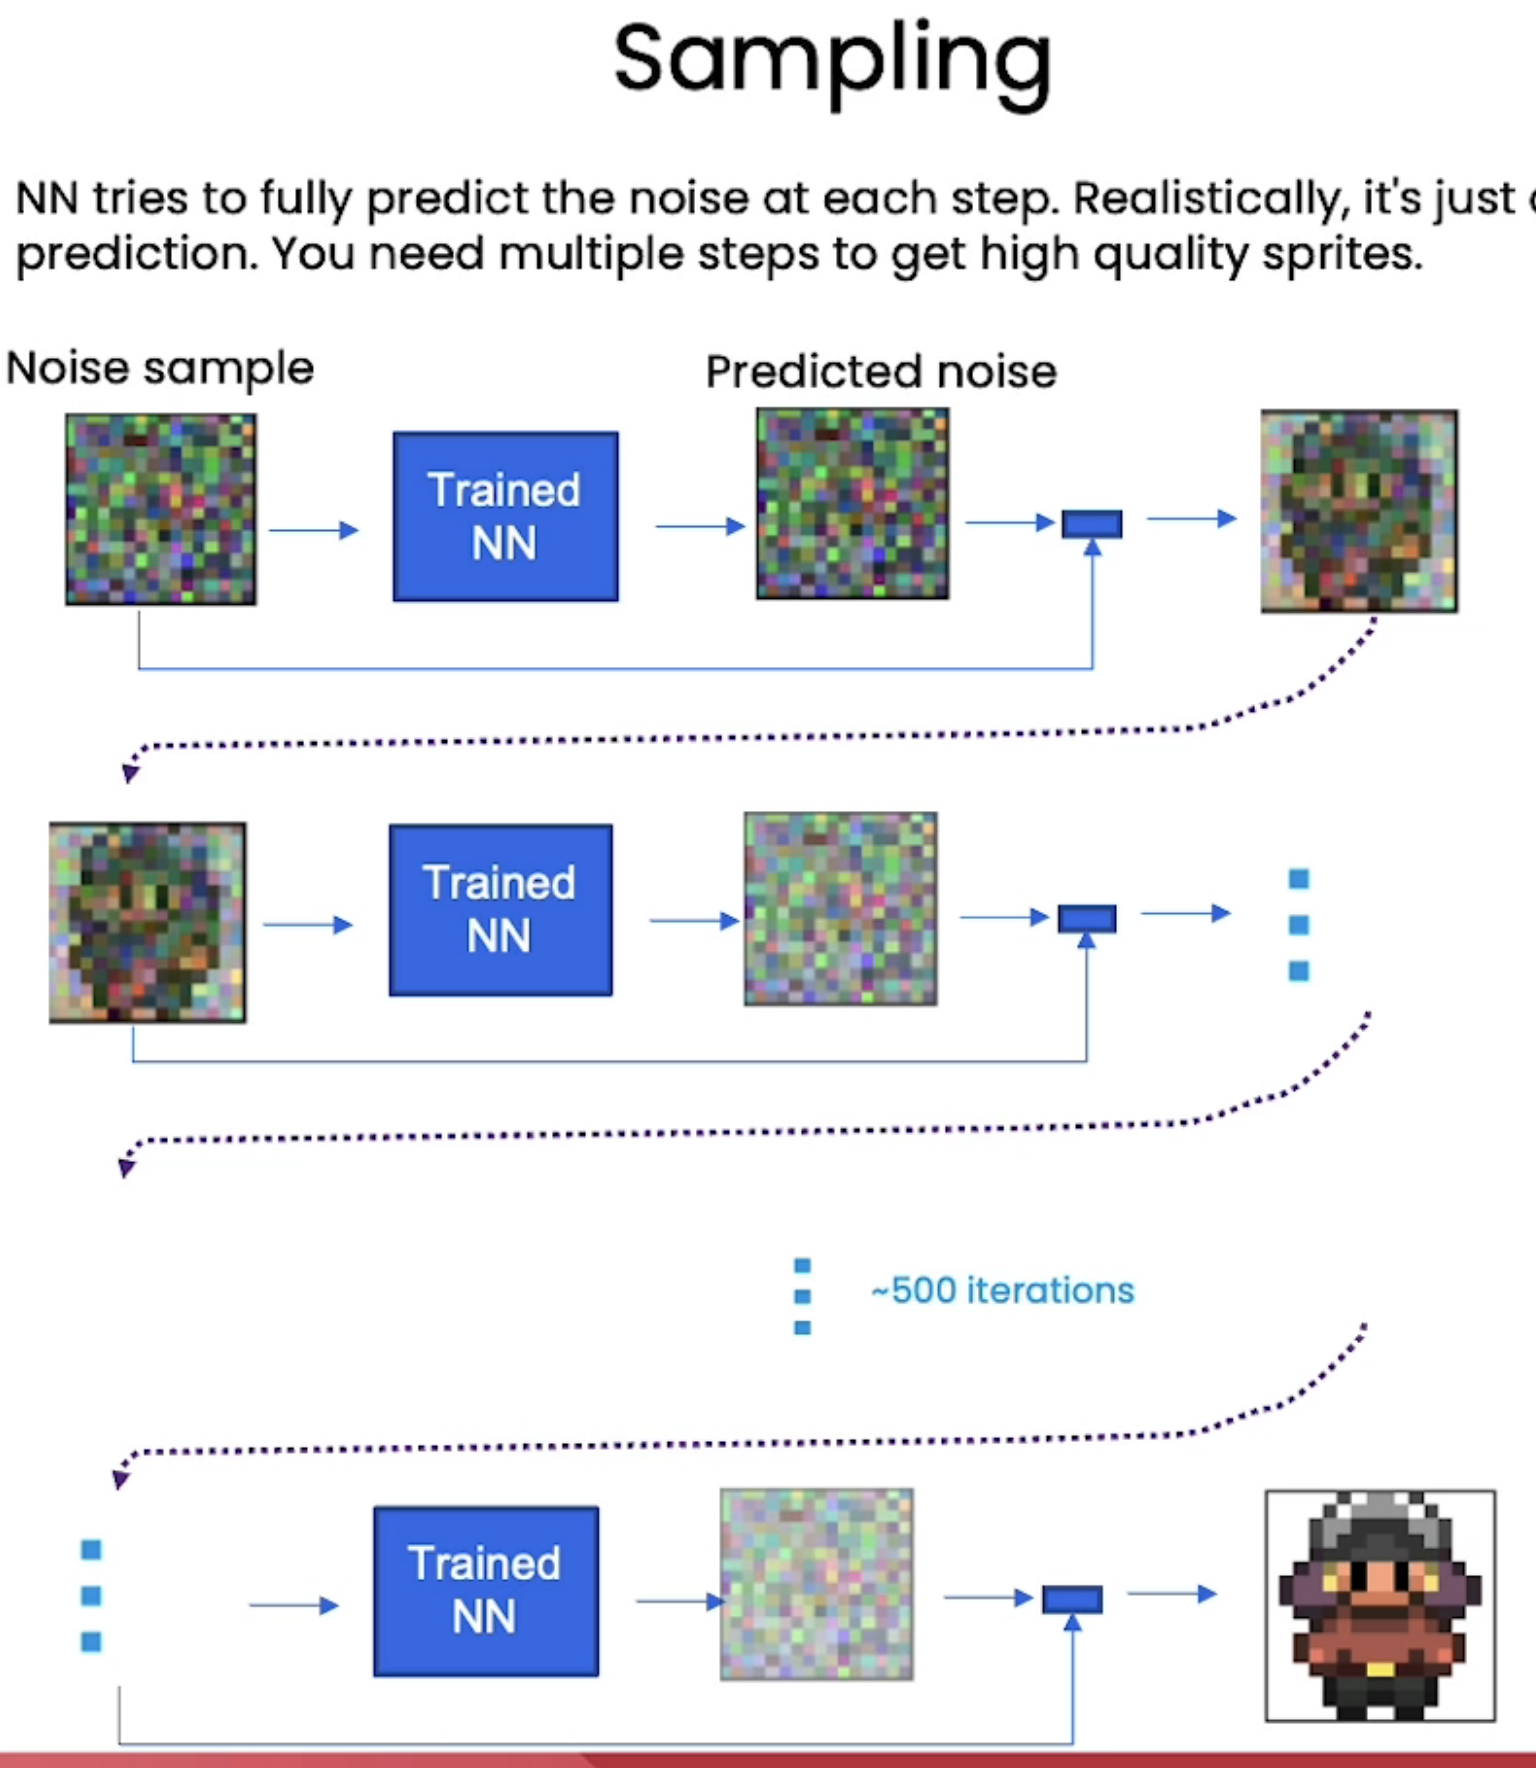 Sampling
NN tries to fully predict the noise at each step. Realistically, it's just
prediction. You need multiple steps to get high quality sprites.
Noise sample
Predicted noise
Trained
NN
Trained
NN
~500 iterations
Trained
NN